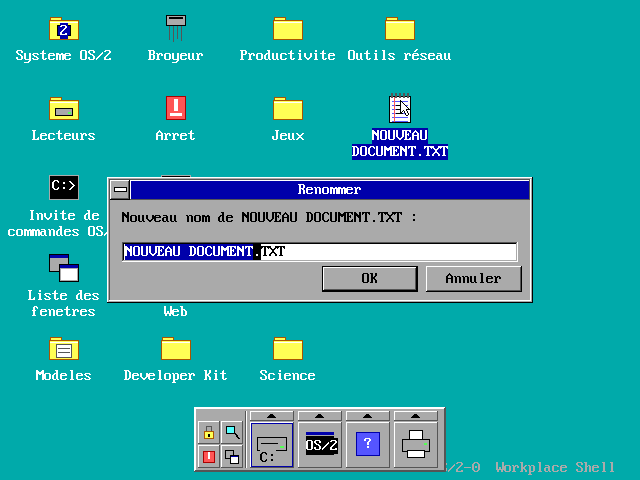 Systeme OS/2
Broyeur
Productivite
Outils réseau
Lecteurs
Arret
Jeux
NOUVEAU
DOCUMENT.TXT
C:>
Invite de
commandes OS/
Renommer
Nouveau nom de NOUVEAU DOCUMENT.TXT :
NOUVEAU DOCUMENT.TXT
OK
Annuler
Liste des
fenetres
Web
Modeles
Developer Kit
Science
C:
OS/2
?
/2-0 Workplace Shell